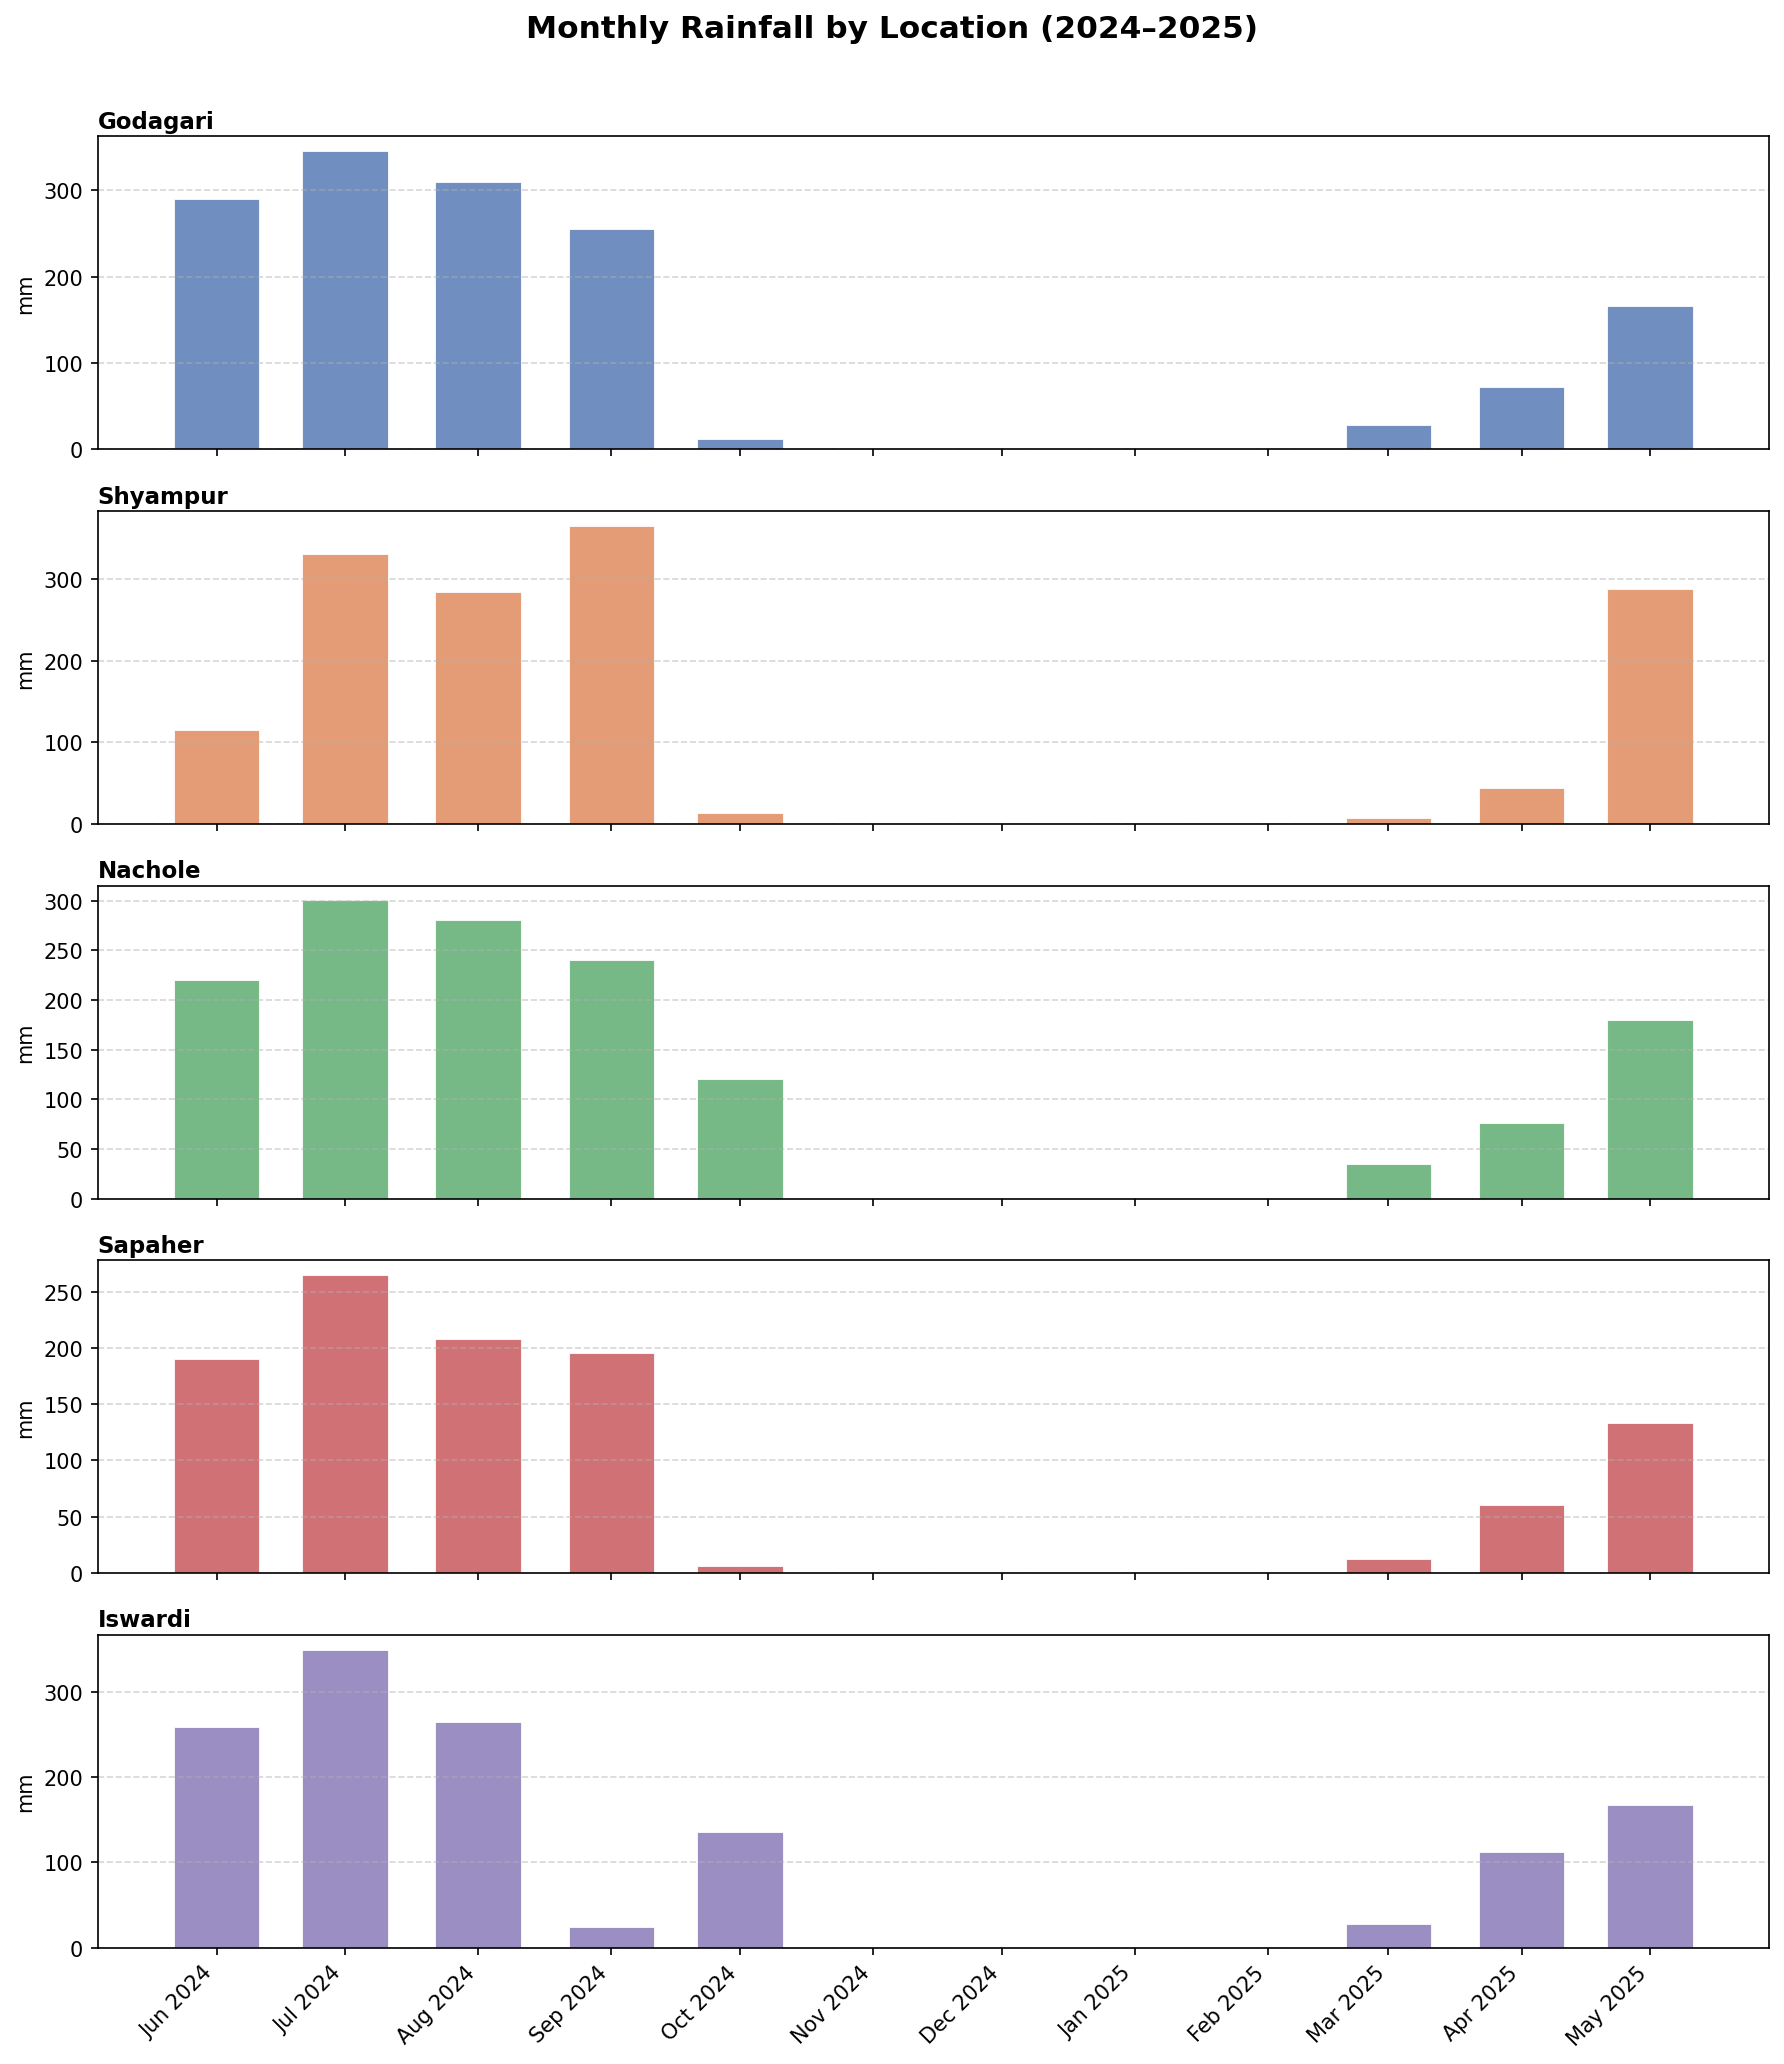 Monthly Rainfall by Location (2024–2025)
Godagari
300
200
100
0
mm
Shyampur
300
200
100
0
mm
Nachole
300
250
200
150
100
50
0
mm
Sapaher
250
200
150
100
50
0
mm
Iswardi
300
200
100
0
mm
Jun 2024
Jul 2024
Aug 2024
Sep 2024
Oct 2024
Nov 2024
Dec 2024
Jan 2025
Feb 2025
Mar 2025
Apr 2025
May 2025